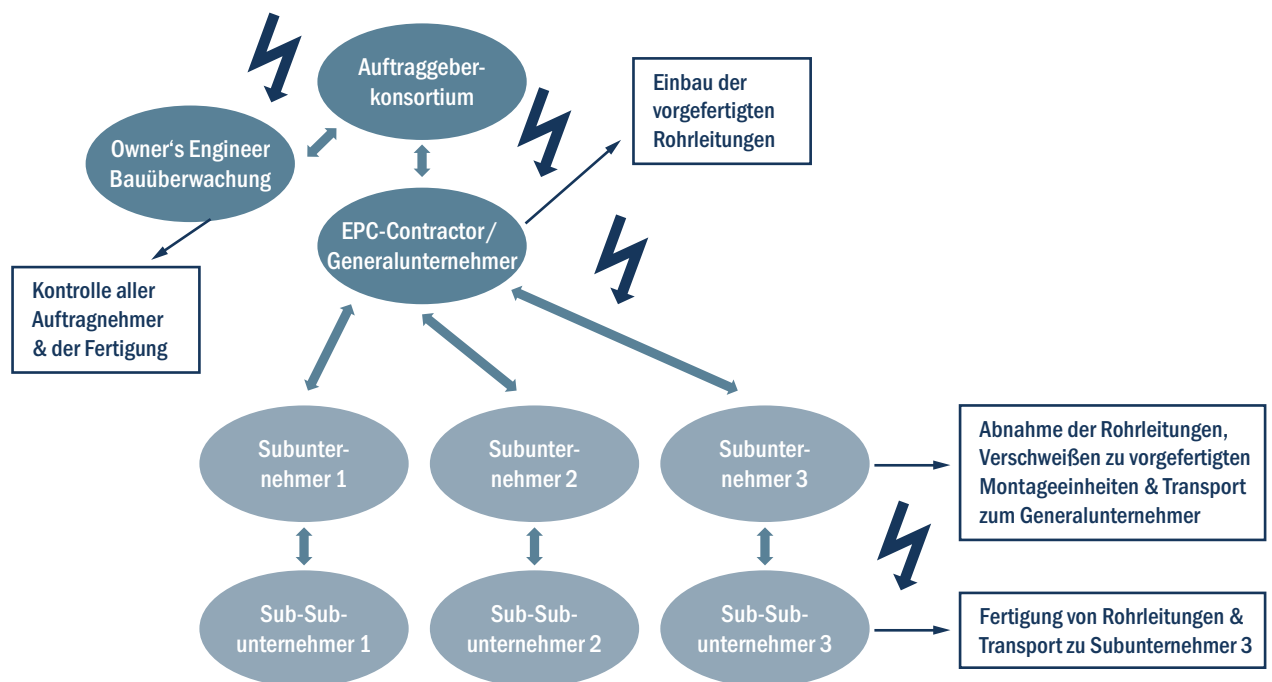 Auftraggeber-
konsortium
Einbau der
vorgefertigten
Rohrleitungen
Owner‘s Engineer
Bauüberwachung
EPC-Contractor/
Generalunternehmer
Kontrolle aller
Auftragnehmer
& der Fertigung
Subunter-
nehmer 1
Subunter-
nehmer 2
Subunter-
nehmer 3
Abnahme der Rohrleitungen,
Verschweißen zu vorgefertigten
Montageeinheiten & Transport
zum Generalunternehmer
Sub-Sub-
unternehmer 1
Sub-Sub-
unternehmer 2
Sub-Sub-
unternehmer 3
Fertigung von Rohrleitungen &
Transport zu Subunternehmer 3